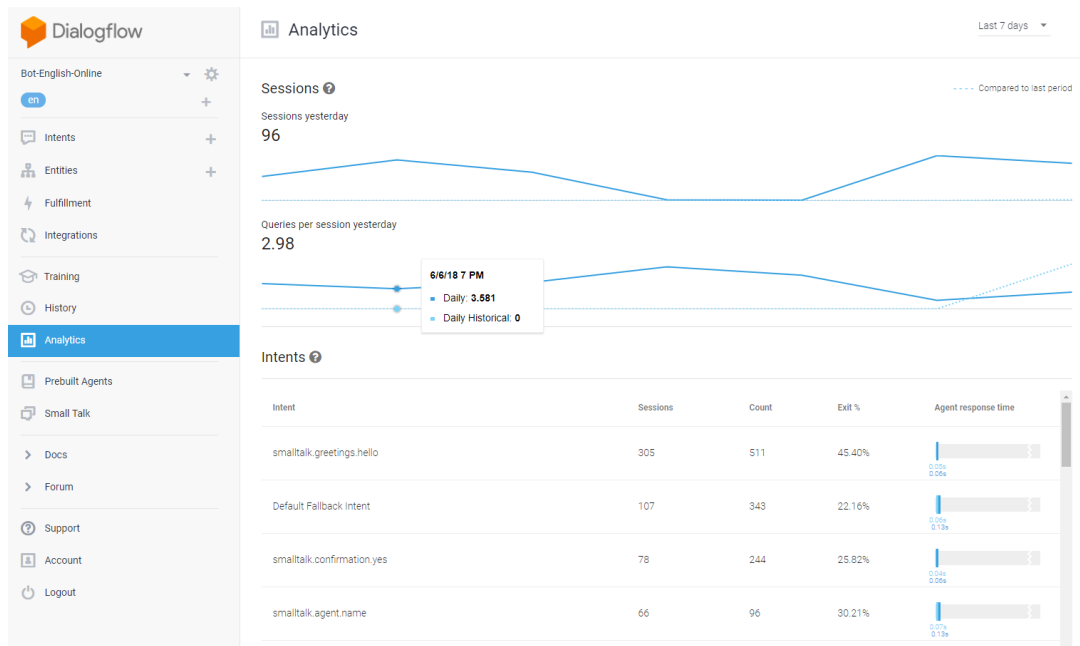 Dialogflow
Bot-English-Online
en
Intents
Entities
Fulfillment
Integrations
Training
History
Analytics
Prebuilt Agents
Small Talk
Docs
Forum
Support
Account
Logout
Analytics
Last 7 days
Sessions
Compared to last period
Sessions yesterday
96
Queries per session yesterday
2.98
6/6/18 7 PM
Daily: 3.581
Daily Historical: 0
Intents
Intent Sessions Count Exit % Agent response time
smalltalk.greetings.hello 305 511 45.40%
0.05s
0.06s
Default Fallback Intent 107 343 22.16%
0.06s
0.13s
smalltalk.confirmation.yes 78 244 25.82%
0.04s
0.06s
smalltalk.agent.name 66 96 30.21%
0.07s
0.13s